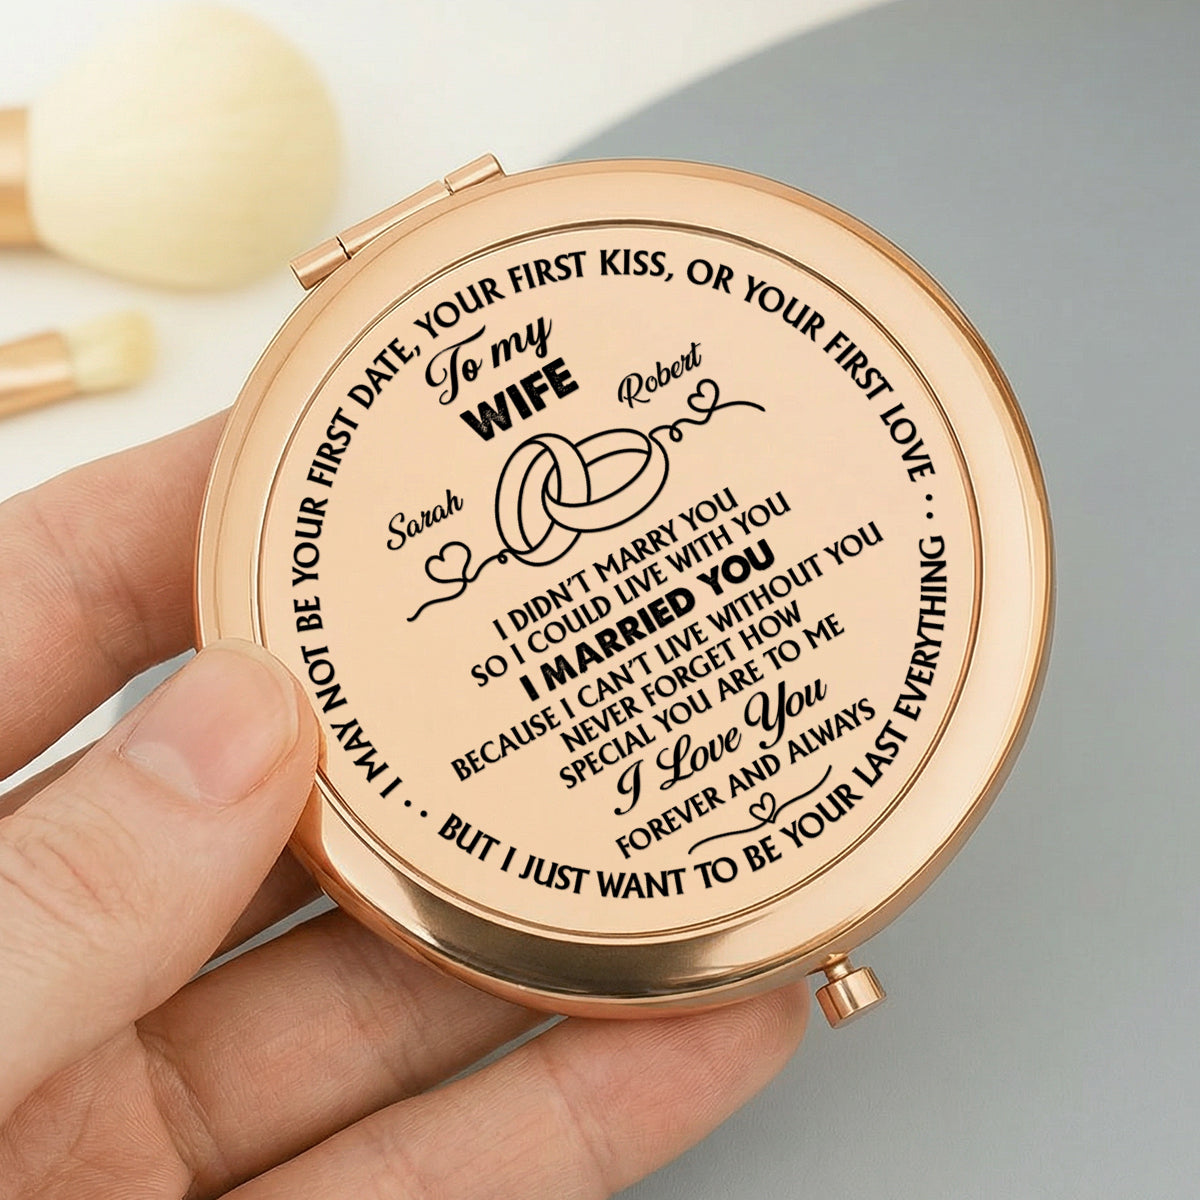 I MAY NOT BE YOUR FIRST DATE, YOUR FIRST KISS, OR YOUR FIRST LOVE . .
BUT I JUST WANT TO BE YOUR LAST EVERYTHING . .
To my
WIFE
Robert
Sarah
I DIDN'T MARRY YOU
SO I COULD LIVE WITH YOU
I MARRIED YOU
BECAUSE I CAN'T LIVE WITHOUT YOU
NEVER FORGET HOW
SPECIAL YOU ARE TO ME
I Love You
FOREVER AND ALWAYS